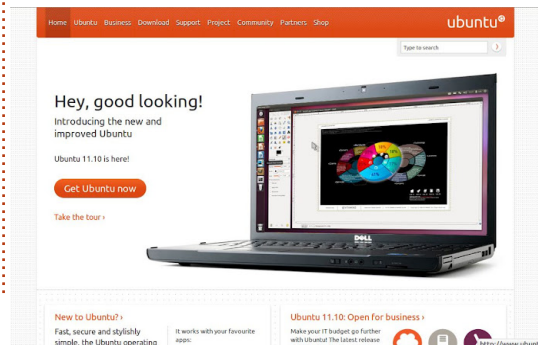 Home Ubuntu Business Download Support Project Community Partners Shop
ubuntu®
Type to search
Hey, good looking!
Introducing the new and
improved Ubuntu
Ubuntu 11.10 is here!
Get Ubuntu now
Take the tour ›
DELL
New to Ubuntu? ›
Fast, secure and stylishly
simple, the Ubuntu operating
It works with your favourite
apps:
Ubuntu 11.10: Open for business ›
Make your IT budget go further
with Ubuntu! The latest release
http://www.ubunt